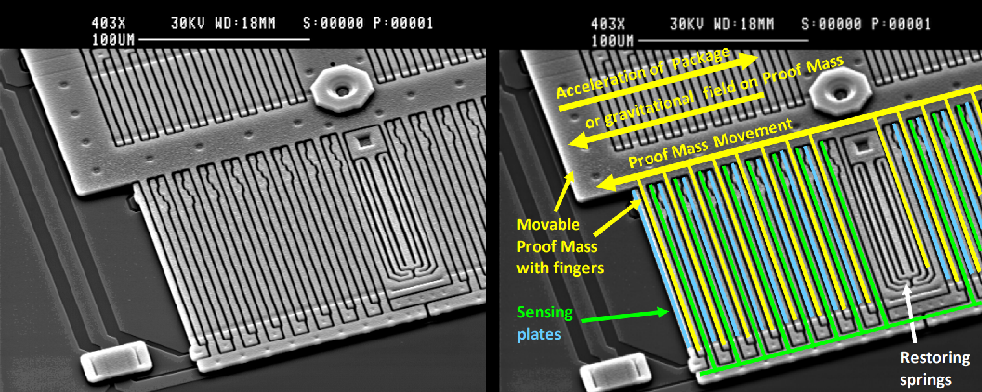 403X 30KV WD:18MM S:00000 P:00001
100UM
403X 30KV WD:18MM S:00000 P:00001
100UM
Acceleration of Package
or gravitational field on Proof Mass
Proof Mass Movement
Movable
Proof Mass
with fingers
Sensing
plates
Restoring
springs